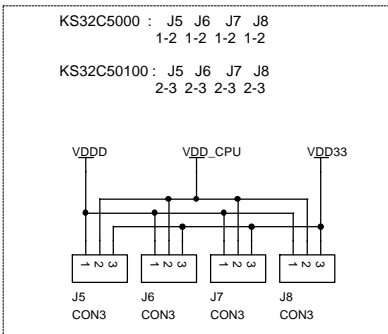 KS32C5000 : J5 J6 J7 J8
1-2 1-2 1-2 1-2
KS32C50100 : J5 J6 J7 J8
2-3 2-3 2-3 2-3
VDDD VDD_CPU VDD33
1 2 3 1 2 3 1 2 3 1 2 3
J5 J6 J7 J8
CON3 CON3 CON3 CON3